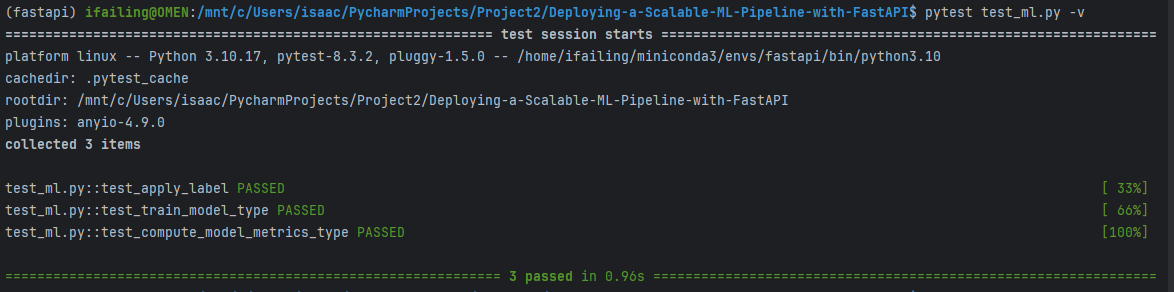 (fastapi) ifailing@OMEN:/mnt/c/Users/isaac/PycharmProjects/Project2/Deploying-a-Scalable-ML-Pipeline-with-FastAPI$ pytest test_ml.py -v
============================================================= test session starts ==============================================================
platform linux -- Python 3.10.17, pytest-8.3.2, pluggy-1.5.0 -- /home/ifailing/miniconda3/envs/fastapi/bin/python3.10
cachedir: .pytest_cache
rootdir: /mnt/c/Users/isaac/PycharmProjects/Project2/Deploying-a-Scalable-ML-Pipeline-with-FastAPI
plugins: anyio-4.9.0
collected 3 items
test_ml.py::test_apply_label PASSED [ 33%]
test_ml.py::test_train_model_type PASSED [ 66%]
test_ml.py::test_compute_model_metrics_type PASSED [100%]
============================================================== 3 passed in 0.96s ===============================================================